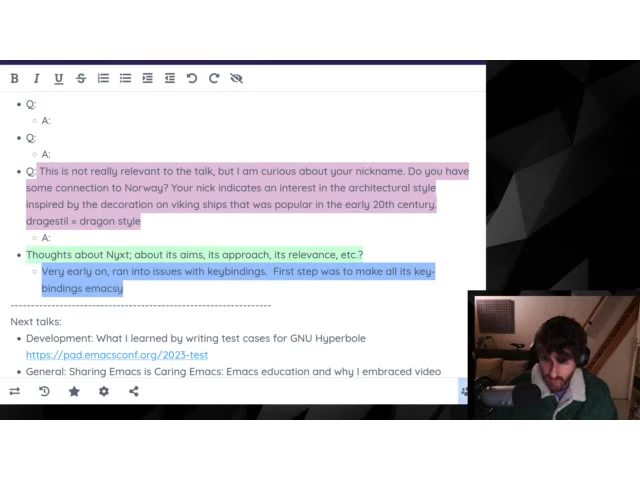 Q:
A:
Q:
A:
Q: This is not really relevant to the talk, but I am curious about your nickname. Do you have
some connection to Norway? Your nick indicates an interest in the architectural style
inspired by the decoration on viking ships that was popular in the early 20th century.
dragestil = dragon style
A:
Thoughts about Nyxt; about its aims, its approach, its relevance, etc.?
Very early on, ran into issues with keybindings. First step was to make all its key-
bindings emacsy
----------------------------------------------------------------
Next talks:
Development: What I learned by writing test cases for GNU Hyperbole
https://pad.emacsconf.org/2023-test
General: Sharing Emacs is Caring Emacs: Emacs education and why I embraced video